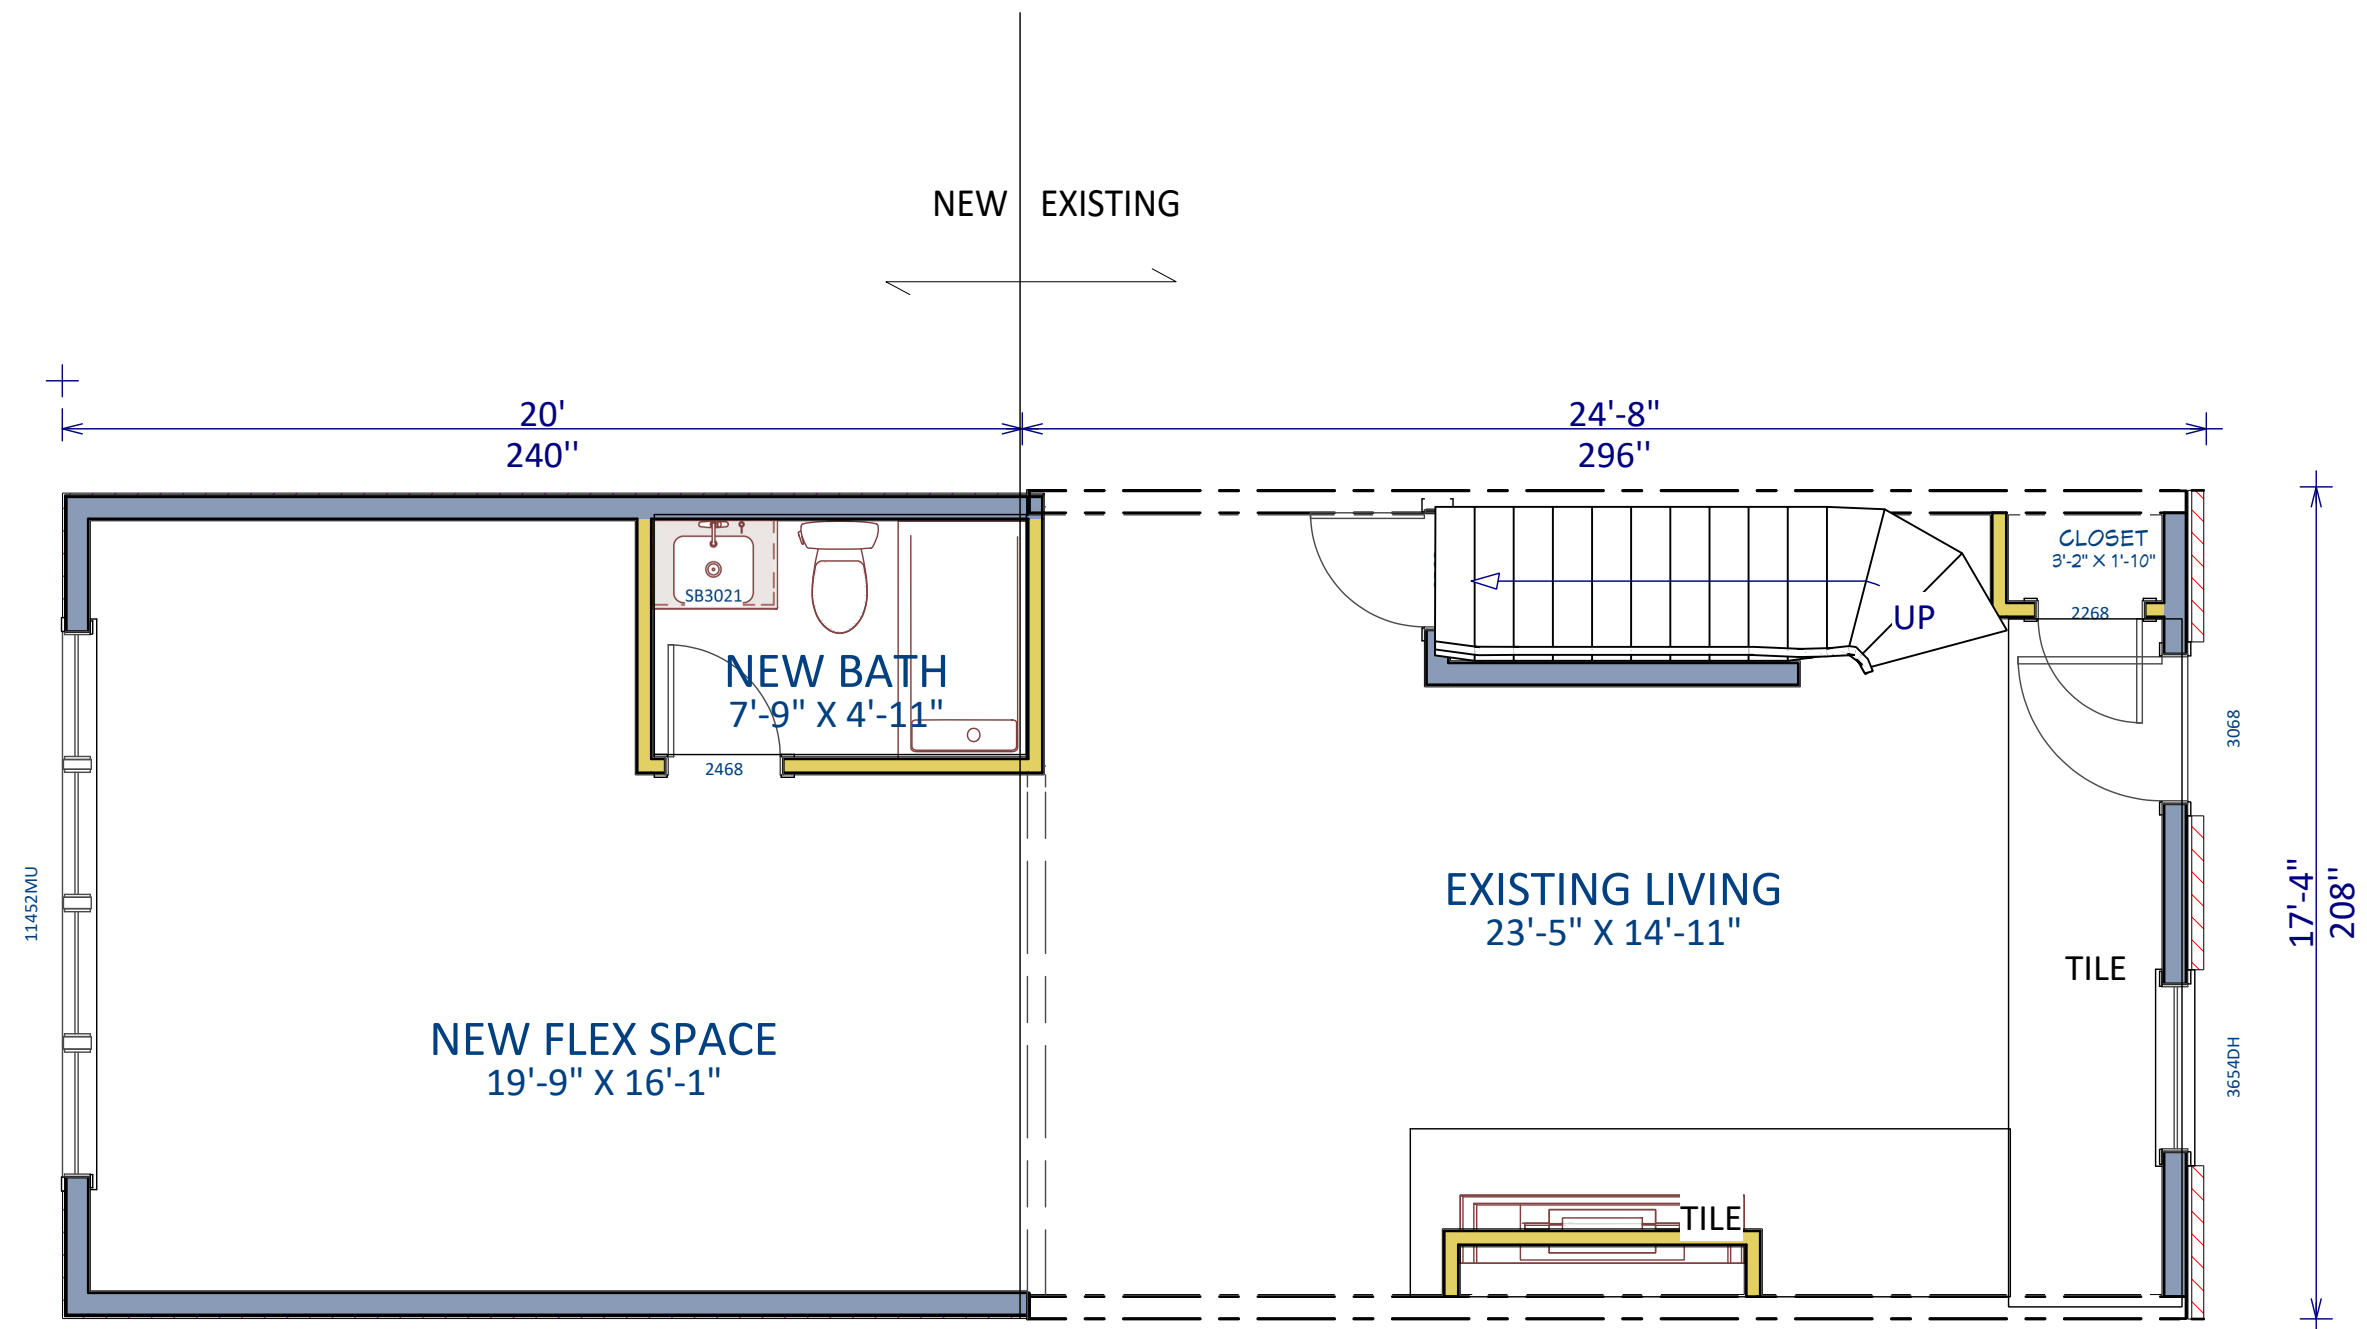 NEW EXISTING
20'
240''
24'-8"
296''
CLOSET
3'-2" X 1'-10"
SB3021
2268
UP
NEW BATH
7'-9" X 4'-11"
2468
3068
11452MU
EXISTING LIVING
23'-5" X 14'-11"
17'-4"
208''
TILE
NEW FLEX SPACE
19'-9" X 16'-1"
3654DH
TILE